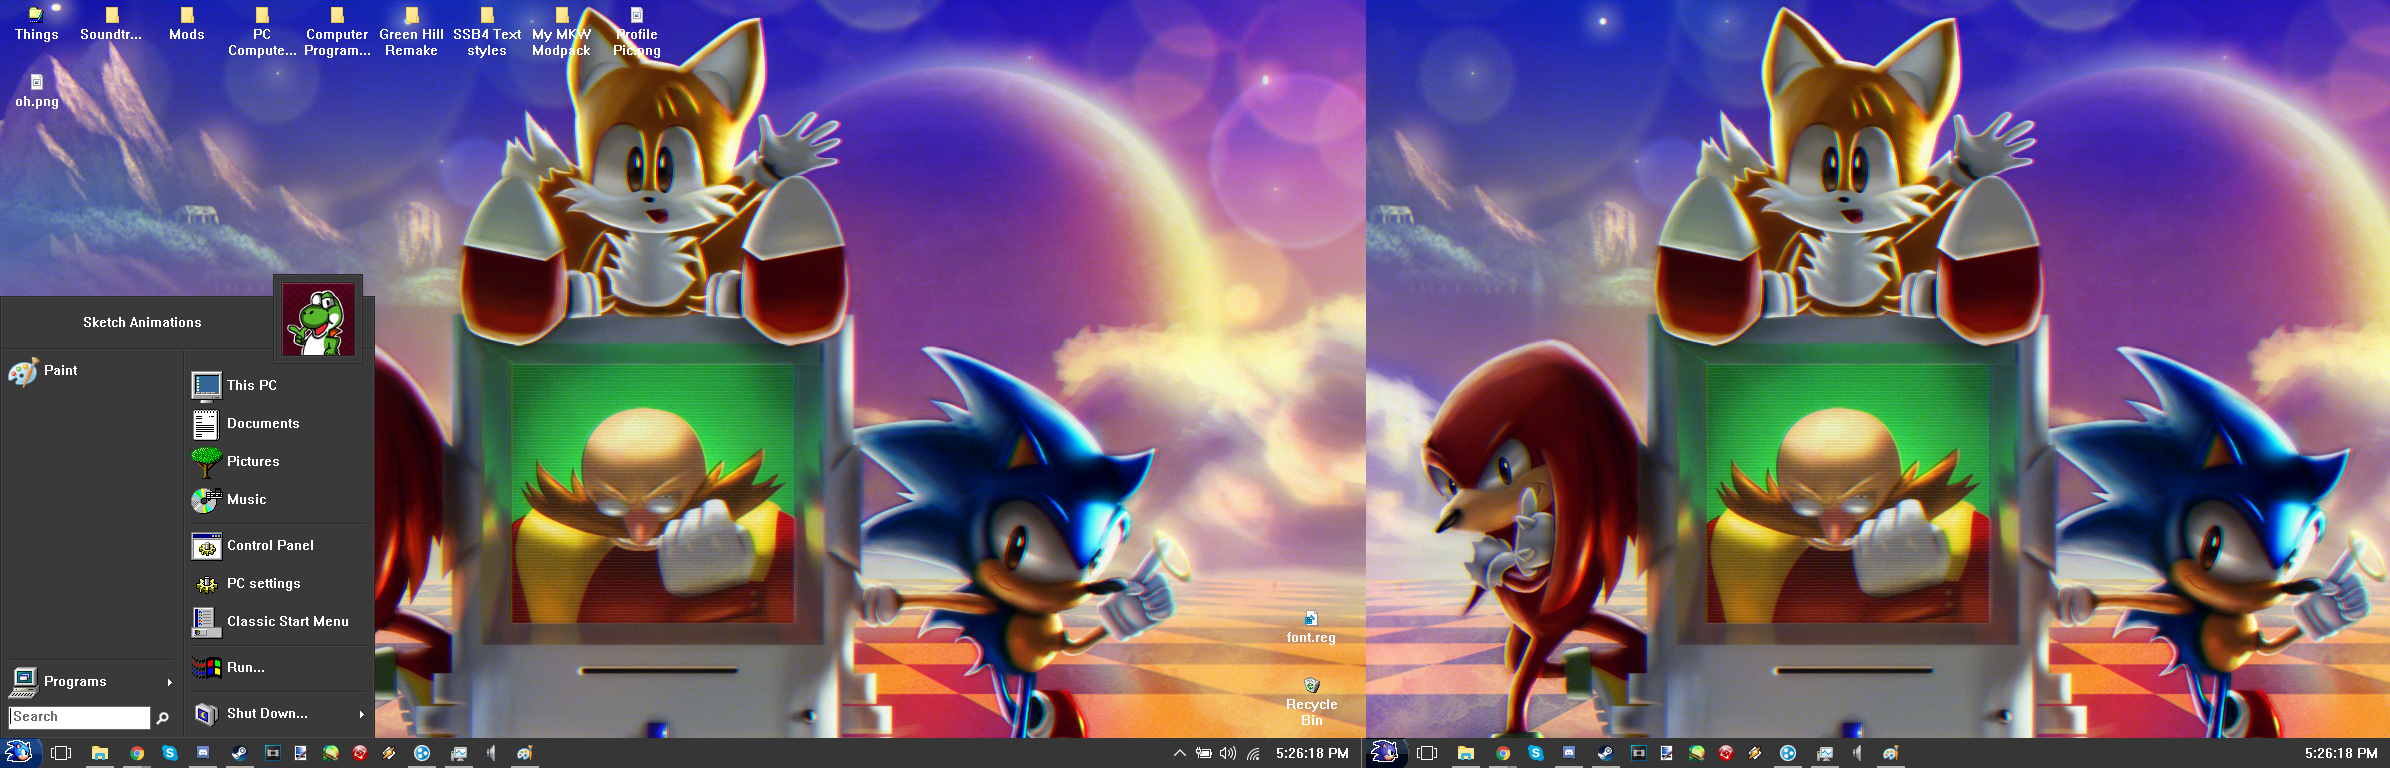 Things
Soundtr...
Mods
PC
Compute...
Computer
Program...
Green Hill
Remake
SSB4 Text
styles
My MKW
Modpack
Profile
Pic.png
oh.png
Sketch Animations
Paint
This PC
Documents
Pictures
Music
Control Panel
PC settings
Classic Start Menu
Run...
Programs
Search
Shut Down...
font.reg
Recycle
Bin
5:26:18 PM
5:26:18 PM